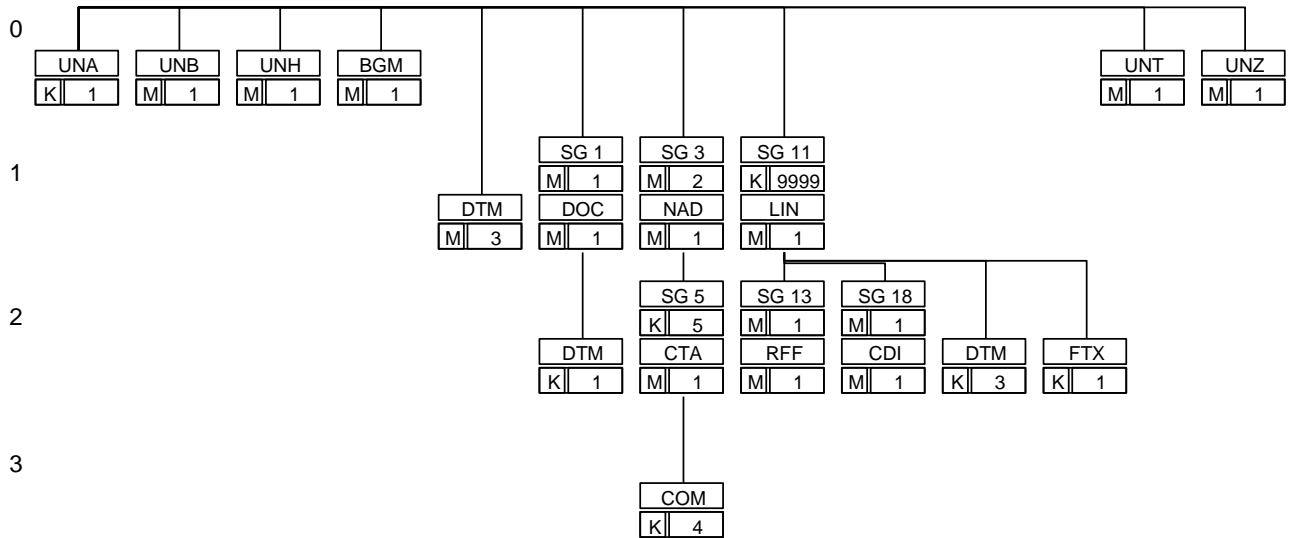 0
UNA UNB UNH BGM UNT UNZ
K 1 M 1 M 1 M 1 M 1 M 1
SG 1 SG 3 SG 11
1
M 1 M 2 K 9999
DTM DOC NAD LIN
M 3 M 1 M 1 M 1
SG 5 SG 13 SG 18
2
K 5 M 1 M 1
DTM CTA RFF CDI DTM FTX
K 1 M 1 M 1 M 1 K 3 K 1
3
COM
K 4